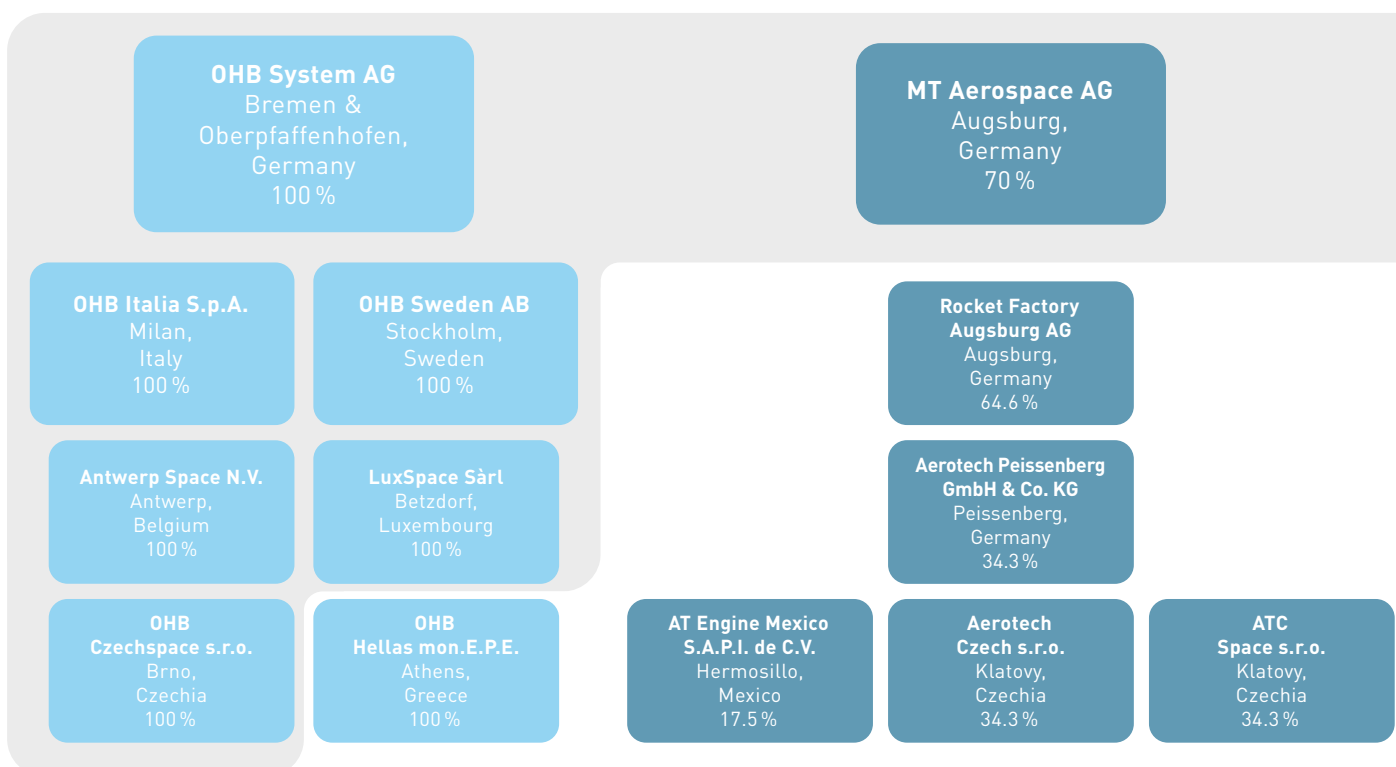 OHB System AG
Bremen &
Oberpfaffenhofen,
Germany
100 %
MT Aerospace AG
Augsburg,
Germany
70 %
OHB Italia S.p.A.
Milan,
Italy
100 %
OHB Sweden AB
Stockholm,
Sweden
100 %
Rocket Factory
Augsburg AG
Augsburg,
Germany
64.6 %
Antwerp Space N.V.
Antwerp,
Belgium
100 %
LuxSpace Sàrl
Betzdorf,
Luxembourg
100 %
Aerotech Peissenberg
GmbH & Co. KG
Peissenberg,
Germany
34.3 %
OHB
Czechspace s.r.o.
Brno,
Czechia
100 %
OHB
Hellas mon.E.P.E.
Athens,
Greece
100 %
AT Engine Mexico
S.A.P.I. de C.V.
Hermosillo,
Mexico
17.5 %
Aerotech
Czech s.r.o.
Klatovy,
Czechia
34.3 %
ATC
Space s.r.o.
Klatovy,
Czechia
34.3 %